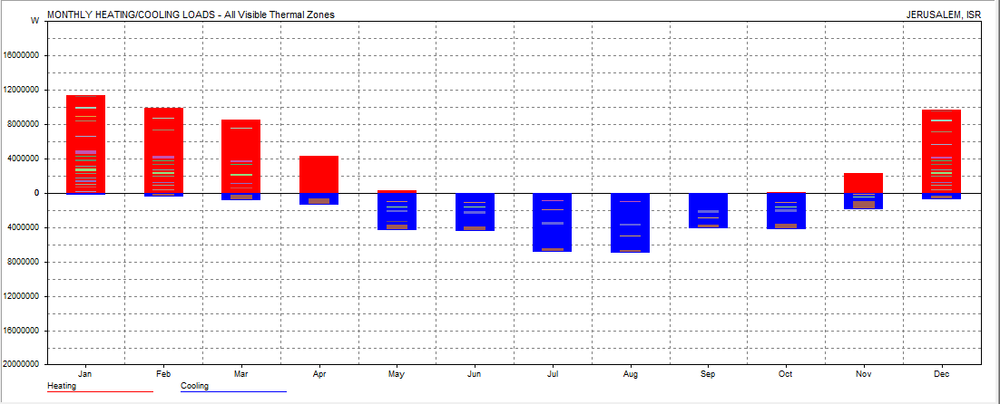 MONTHLY HEATING/COOLING LOADS - All Visible Thermal Zones JERUSALEM, ISR
W
16000000
12000000
8000000
4000000
0
4000000
8000000
12000000
16000000
20000000
Jan Feb Mar Apr May Jun Jul Aug Sep Oct Nov Dec
Heating Cooling